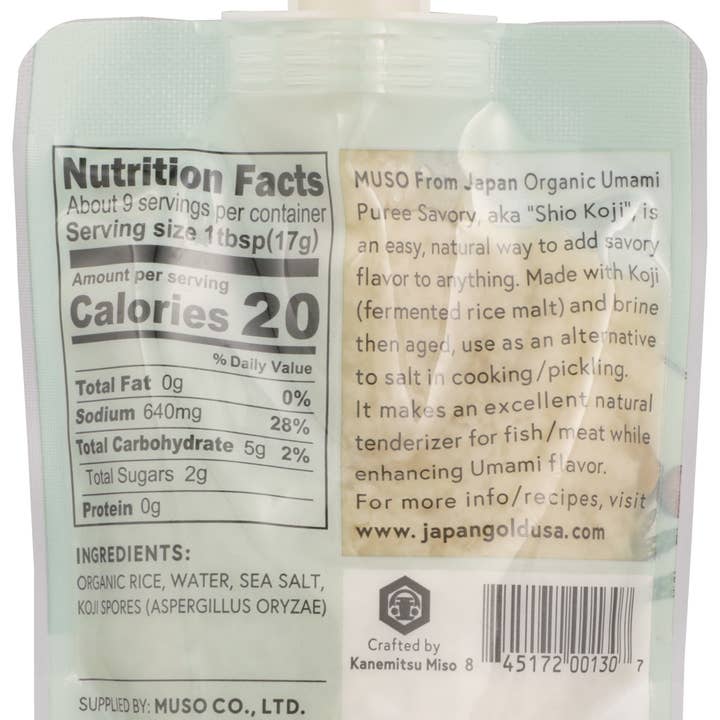 Nutrition Facts
About 9 servings per container
Serving size 1tbsp(17g)
Amount per serving
Calories 20
% Daily Value
Total Fat 0g 0%
Sodium 640mg 28%
Total Carbohydrate 5g 2%
Total Sugars 2g
Protein 0g
INGREDIENTS:
ORGANIC RICE, WATER, SEA SALT,
KOJI SPORES (ASPERGILLUS ORYZAE)
SUPPLIED BY: MUSO CO., LTD.
MUSO From Japan Organic Umami
Puree Savory, aka "Shio Koji", is
an easy, natural way to add savory
flavor to anything. Made with Koji
(fermented rice malt) and brine
then aged, use as an alternative
to salt in cooking/pickling.
It makes an excellent natural
tenderizer for fish/meat while
enhancing Umami flavor.
For more info/recipes, visit
www. japangoldusa.com
Crafted by
Kanemitsu Miso
8 45172 00130 7